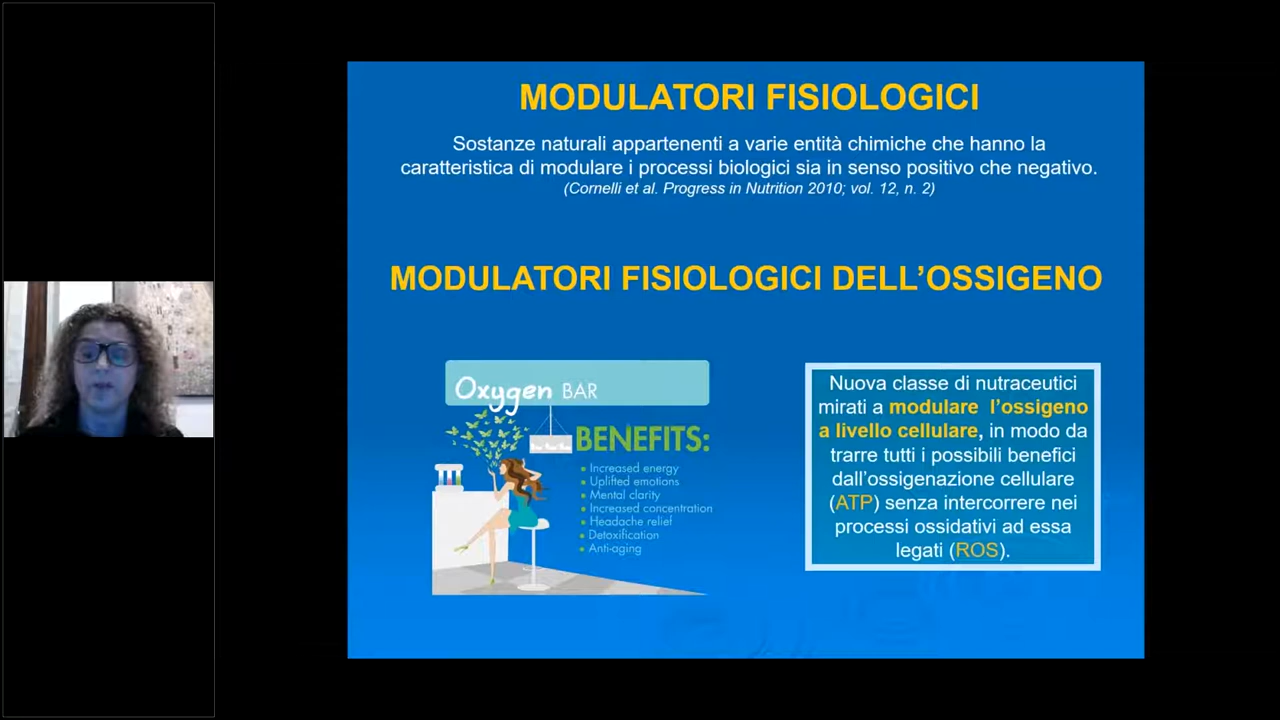 MODULATORI FISIOLOGICI
Sostanze naturali appartenenti a varie entità chimiche che hanno la
caratteristica di modulare i processi biologici sia in senso positivo che negativo.
(Cornelli et al. Progress in Nutrition 2010; vol. 12, n. 2)
MODULATORI FISIOLOGICI DELL’OSSIGENO
Oxygen BAR
BENEFITS:
Increased energy
Uplifted emotions
Mental clarity
Increased concentration
Headache relief
Detoxification
Anti-aging
Nuova classe di nutraceutici
mirati a modulare l’ossigeno
a livello cellulare, in modo da
trarre tutti i possibili benefici
dall’ossigenazione cellulare
(ATP) senza intercorrere nei
processi ossidativi ad essa
legati (ROS).